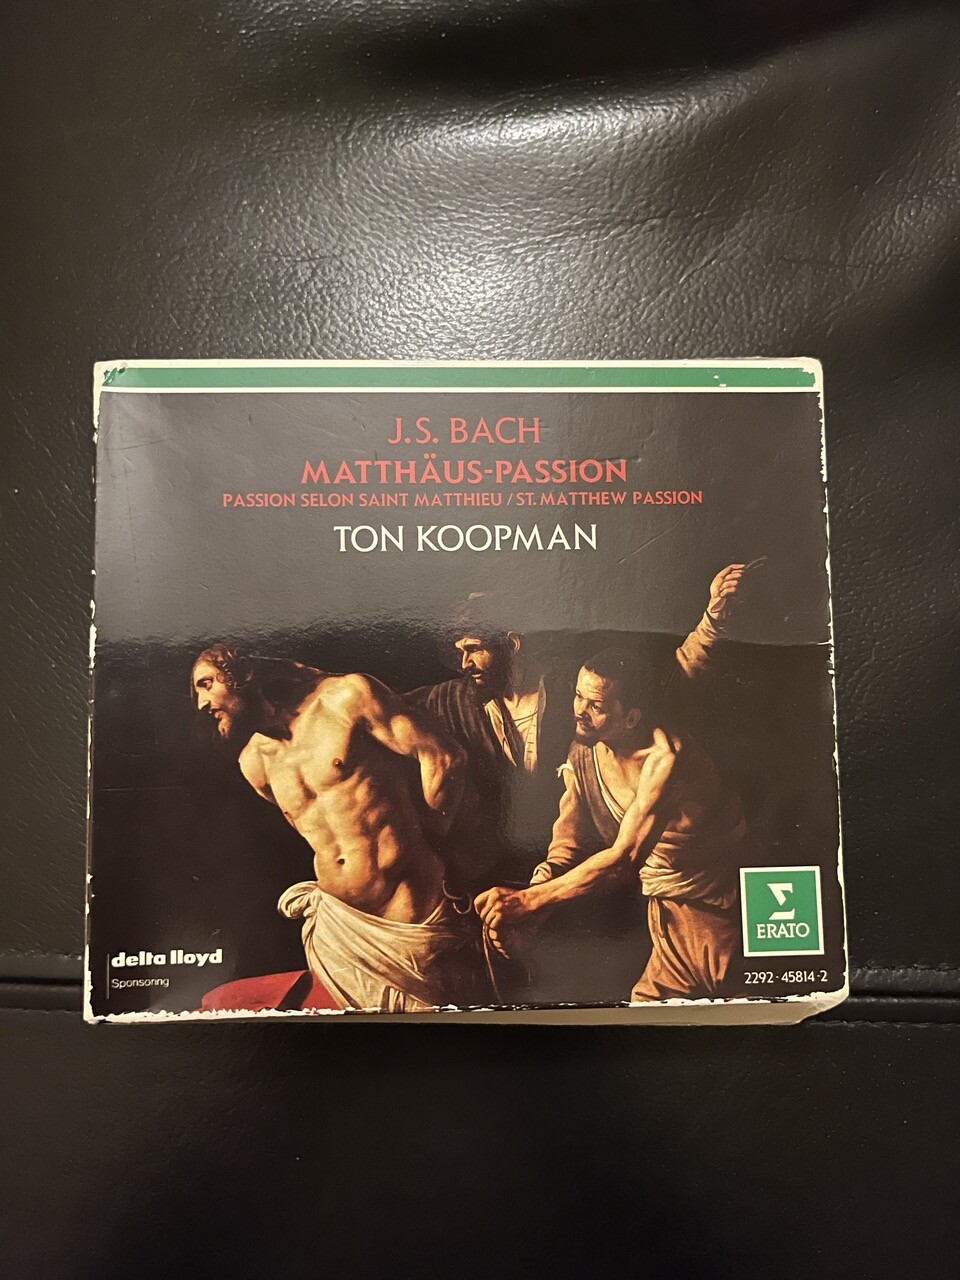 J.S. BACH
MATTHÄUS-PASSION
PASSION SELON SAINT MATTHIEU / ST. MATTHEW PASSION
TON KOOPMAN
delta lloyd
Sponsoring
ERATO
2292-45814-2